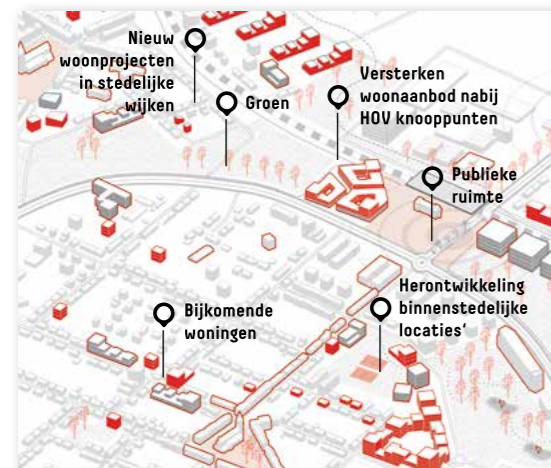 Nieuw
woonprojecten
in stedelijke
wijken
Groen
Versterken
woonaanbod nabij
HOV knooppunten
Publieke
ruimte
Bijkomende
woningen
Herontwikkeling
binnenstedelijke
locaties‘